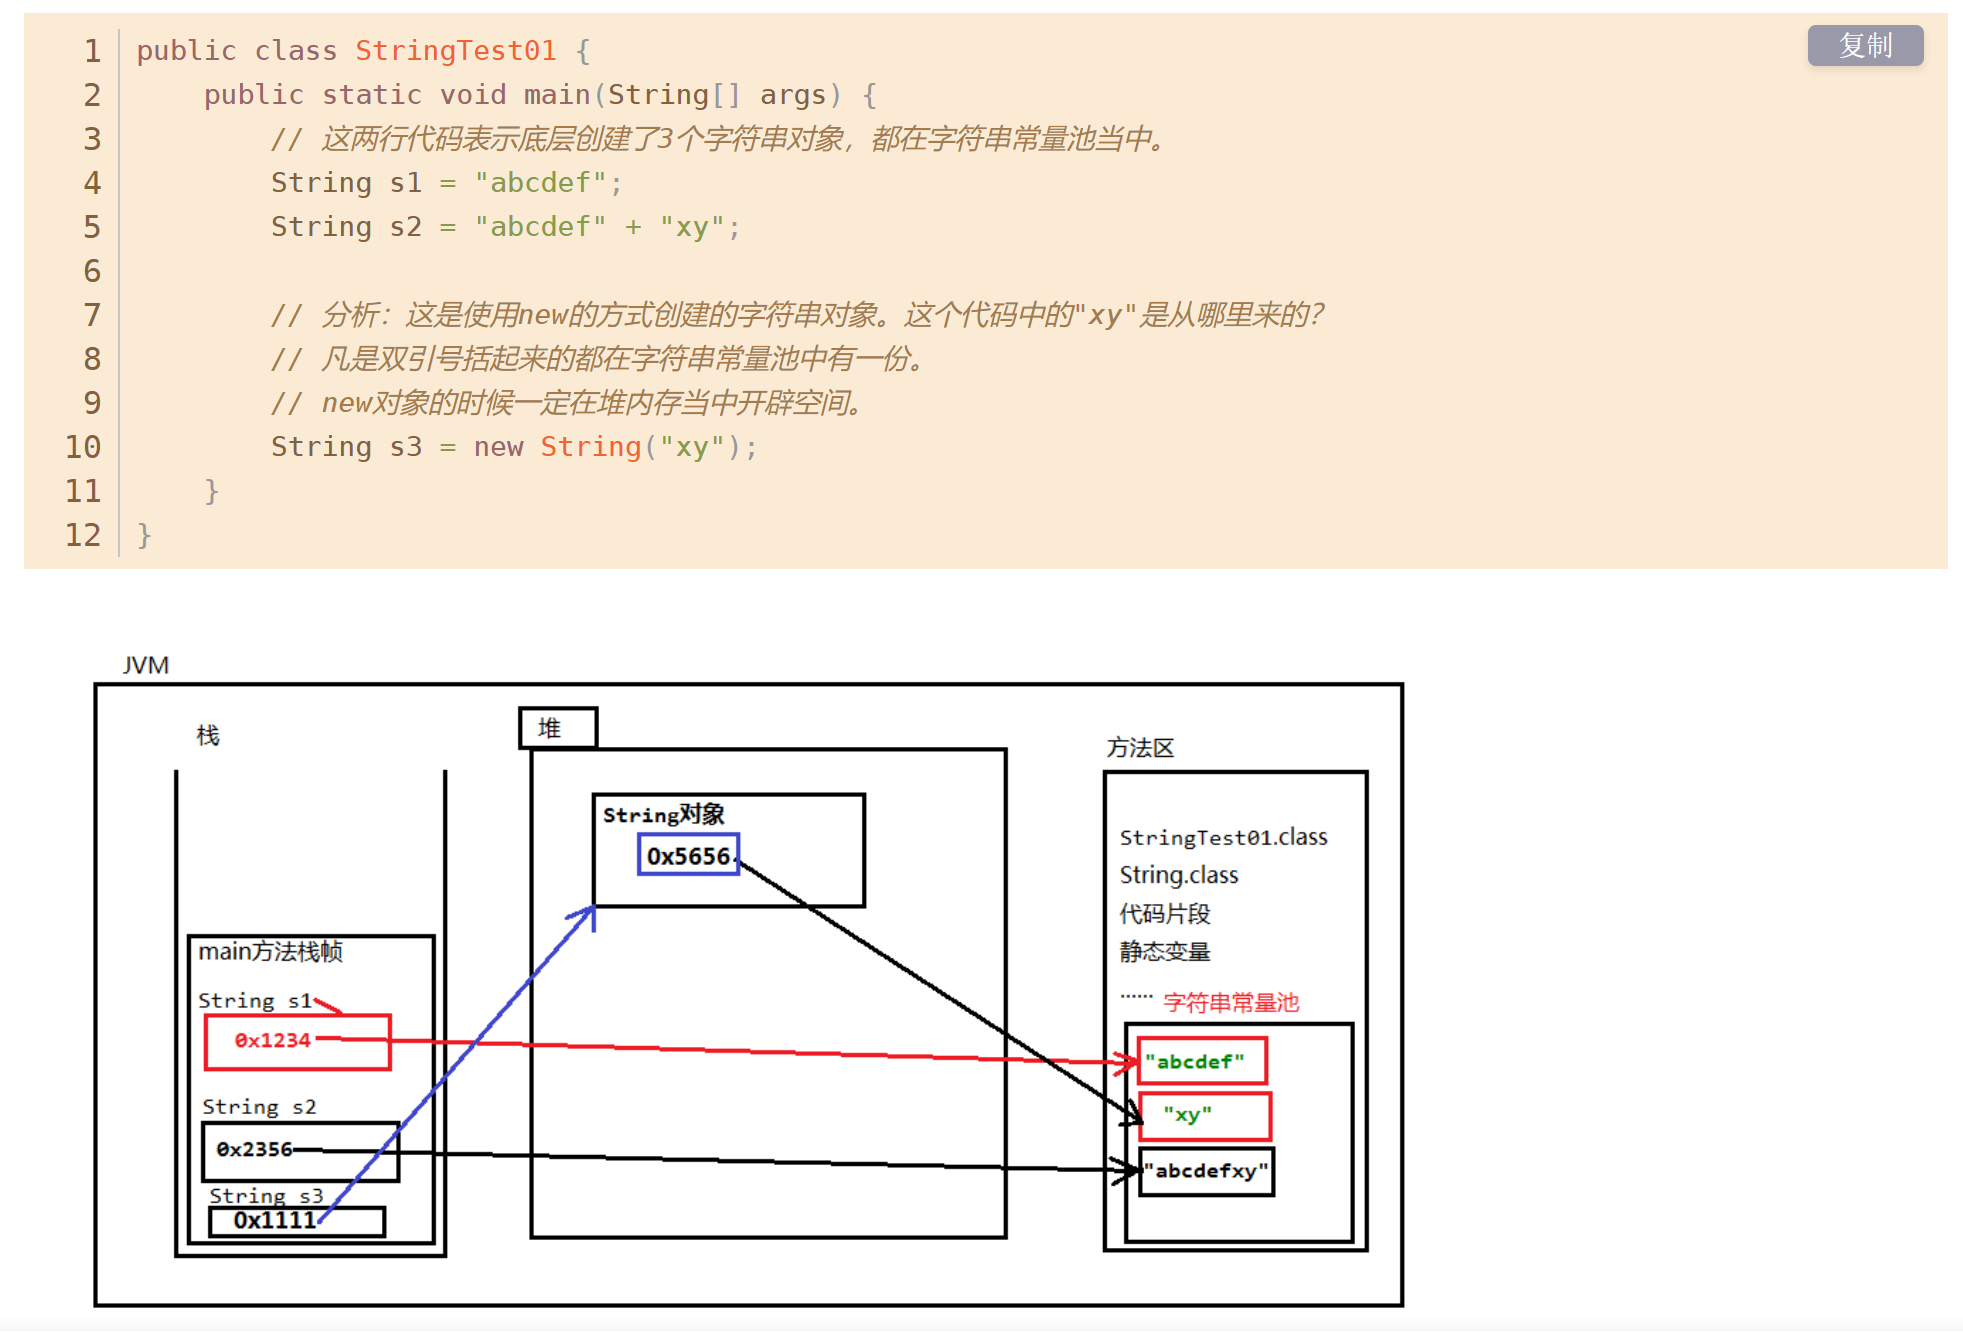 复制
1 public class StringTest01 {
2     public static void main(String[] args) {
3         // 这两行代码表示底层创建了3个字符串对象，都在字符串常量池当中。
4         String s1 = "abcdef";
5         String s2 = "abcdef" + "xy";
6
7         // 分析：这是使用new的方式创建的字符串对象。这个代码中的"xy"是从哪里来的？
8         // 凡是双引号括起来的都在字符串常量池中有一份。
9         // new对象的时候一定在堆内存当中开辟空间。
10         String s3 = new String("xy");
11     }
12 }
JVM
栈
main方法栈帧
String s1
0x1234
String s2
0x2356
String s3
0x1111
堆
String对象
0x5656
方法区
StringTest01.class
String.class
代码片段
静态变量
......
字符串常量池
"abcdef"
"xy"
"abcdefxy"